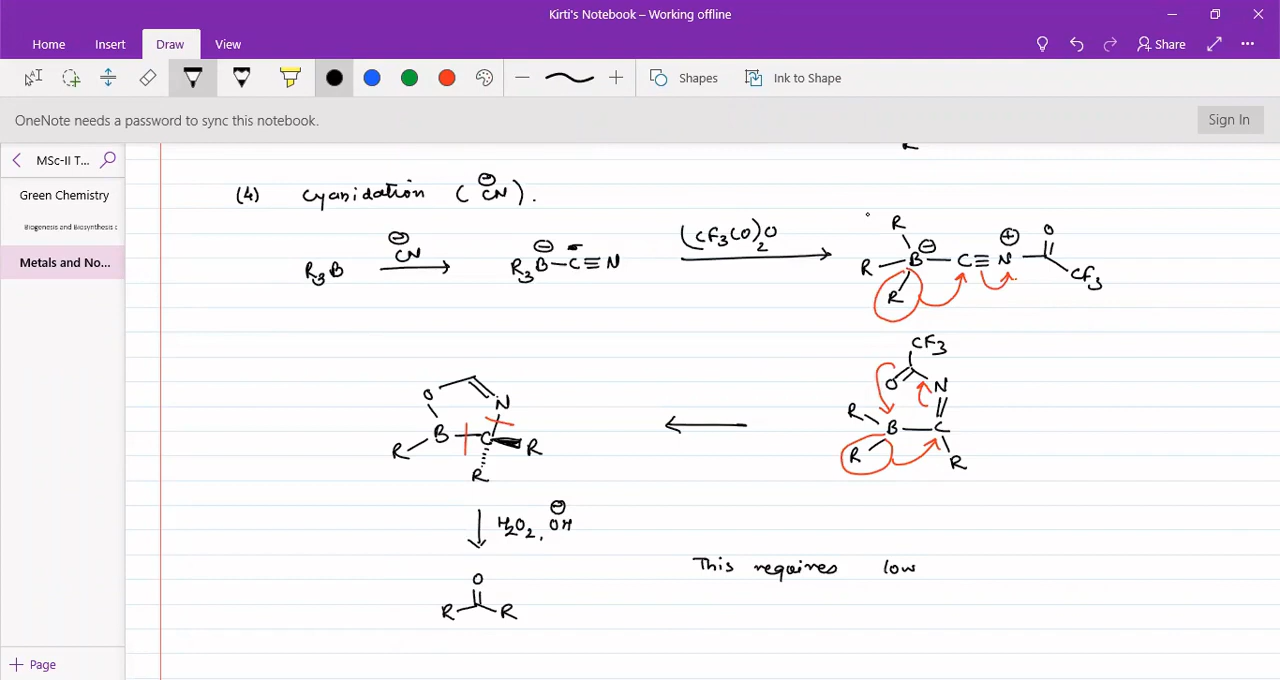 Kirti's Notebook – Working offline
Home Insert Draw View
Share
Shapes Ink to Shape
OneNote needs a password to sync this notebook.
Sign In
MSc-II T...
Green Chemistry
Biogenesis and Biosynthesis c
Metals and No...
Page
R
(4) Cyanidation ( ⊖CN ).
R3B
⊖CN
⊖
R3B–C≡N
(CF3CO)2O
R
R
R
B⊖–C≡N⊕
O
CF3
CF3
O
N
R
B
C
R
R
O
N
B
C
R
R
R
H2O2, ⊖OH
This requires low
O
R
R